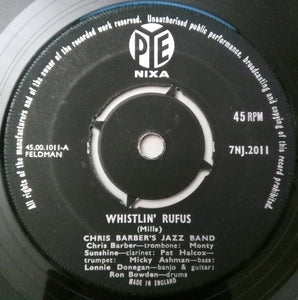 All rights of the manufacturer and of the owner of the recorded work reserved. Unauthorised public performance, broadcasting and copying of this record prohibited
PYE
NIXA
45 RPM
45.00.1011-A
FELDMAN
7NJ.2011
WHISTLIN' RUFUS
(Mills)
CHRIS BARBER'S JAZZ BAND
Chris Barber—trombone: Monty
Sunshine—clarinet: Pat Halcox—
trumpet: Micky Ashman—bass:
Lonnie Donegan—banjo & guitar:
Ron Bowden—drums
MADE IN ENGLAND